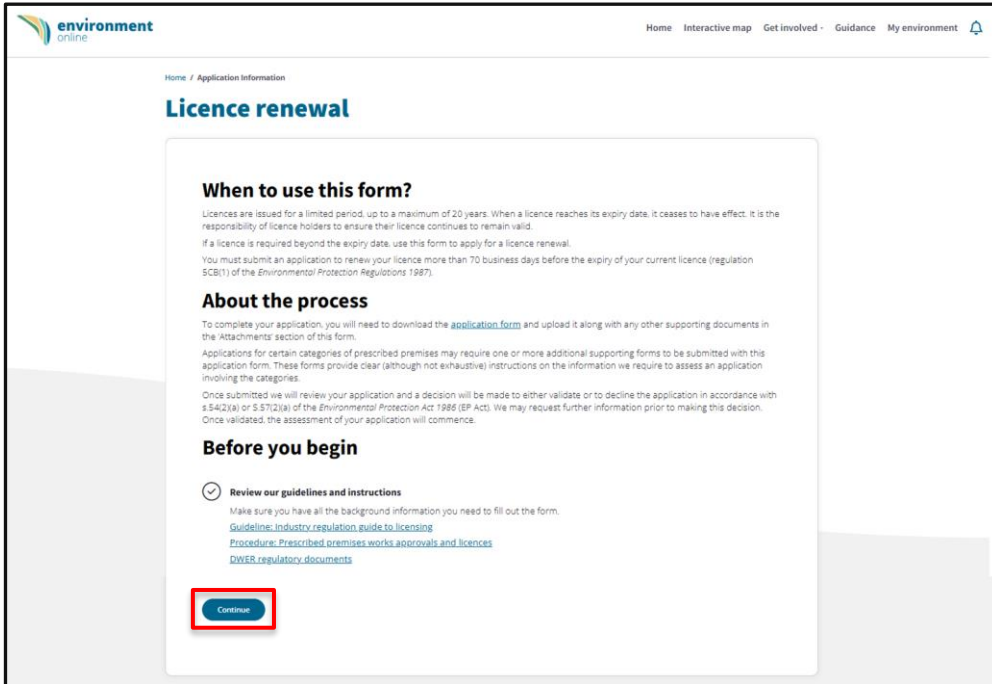 environment
online
Home Interactive map Get involved - Guidance My environment
Home / Application Information
Licence renewal
When to use this form?
Licences are issued for a limited period, up to a maximum of 20 years. When a licence reaches its expiry date, it ceases to have effect. It is the
responsibility of licence holders to ensure their licence continues to remain valid.
If a licence is required beyond the expiry date, use this form to apply for a licence renewal.
You must submit an application to renew your licence more than 70 business days before the expiry of your current licence (regulation
5CB(1) of the Environmental Protection Regulations 1987).
About the process
To complete your application, you will need to download the application form and upload it along with any other supporting documents in
the 'Attachments' section of this form.
Applications for certain categories of prescribed premises may require one or more additional supporting forms to be submitted with this
application form. These forms provide clear (although not exhaustive) instructions on the information we require to assess an application
involving the categories.
Once submitted we will review your application and a decision will be made to either validate or to decline the application in accordance with
s.54(2)(a) or S.57(2)(a) of the Environmental Protection Act 1986 (EP Act). We may request further information prior to making this decision.
Once validated, the assessment of your application will commence.
Before you begin
Review our guidelines and instructions
Make sure you have all the background information you need to fill out the form.
Guideline: Industry regulation guide to licensing
Procedure: Prescribed premises works approvals and licences
DWER regulatory documents
Continue